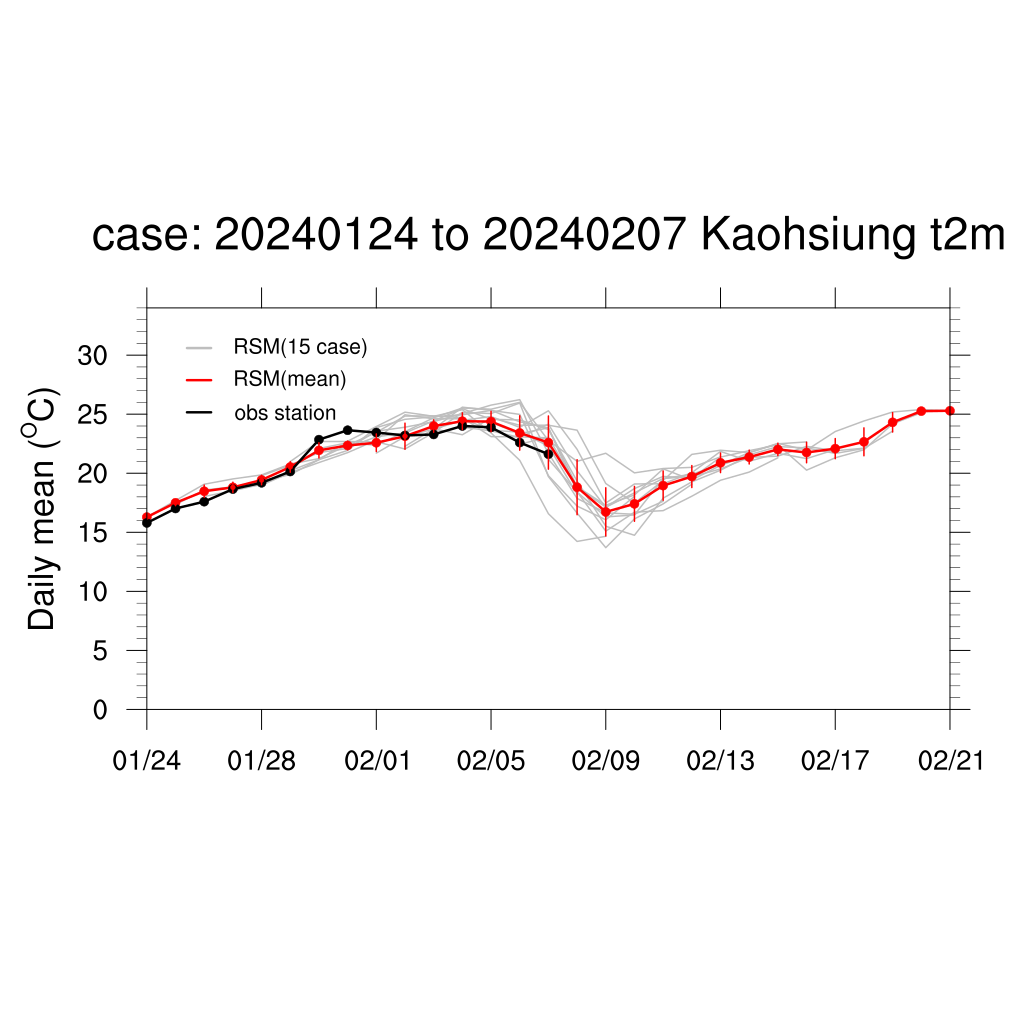 case: 20240124 to 20240207 Kaohsiung t2m
RSM(15 case)
RSM(mean)
obs station
Daily mean (OC)
30
25
20
15
10
5
0
01/24 01/28 02/01 02/05 02/09 02/13 02/17 02/21